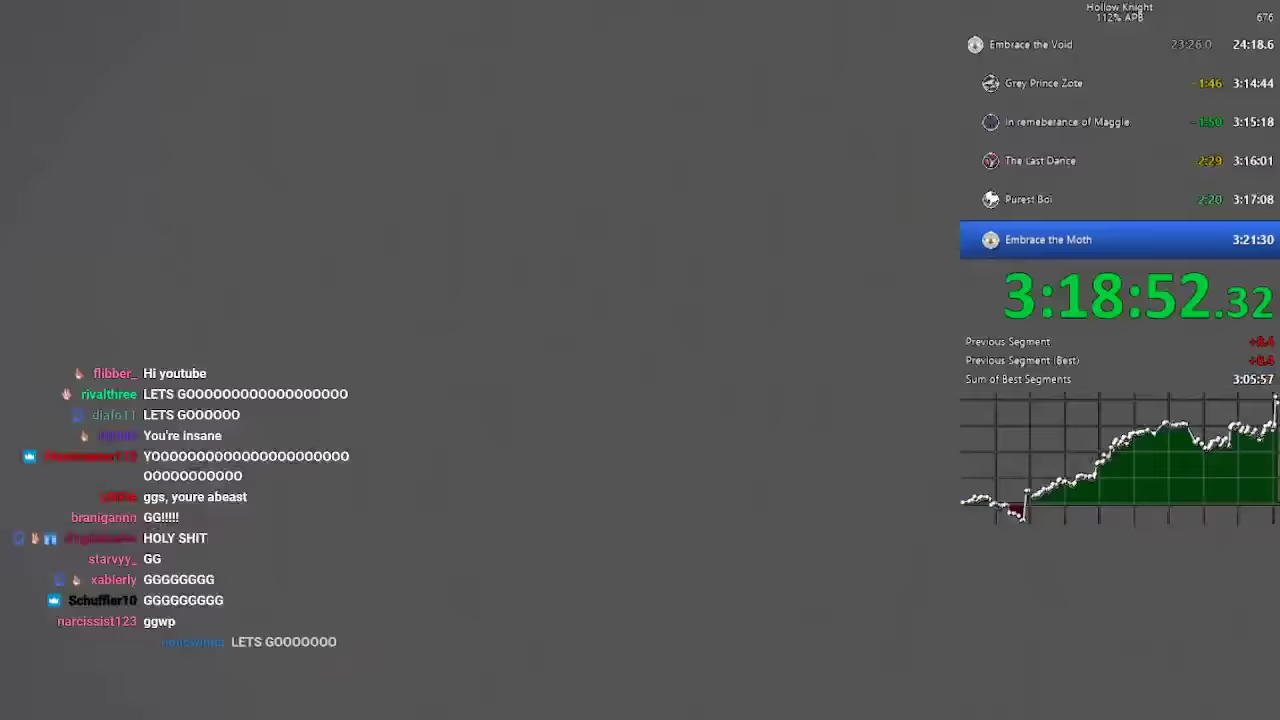 Hollow Knight
112% APB
676
Embrace the Void 23:26.0 24:18.6
Grey Prince Zote -1:46 3:14:44
In rememberance of Maggie -1:50 3:15:18
The Last Dance 2:29 3:16:01
Purest Boi 2:20 3:17:08
Embrace the Moth 3:21:30
3:18:52.32
Previous Segment
Previous Segment (Best)
Sum of Best Segments 3:05:57
flibber_ Hi youtube
rivalthree LETS GOOOOOOOOOOOOOOOOOO
diafo11 LETS GOOOOOO
You're insane
YOOOOOOOOOOOOOOOOOOOOOO
OOOOOOOOOOO
ggs, youre abeast
branigannn GG!!!!!
HOLY SHIT
starvyy_ GG
xablerly GGGGGGGG
Schuffler10 GGGGGGGGG
narcissist123 ggwp
LETS GOOOOOOO